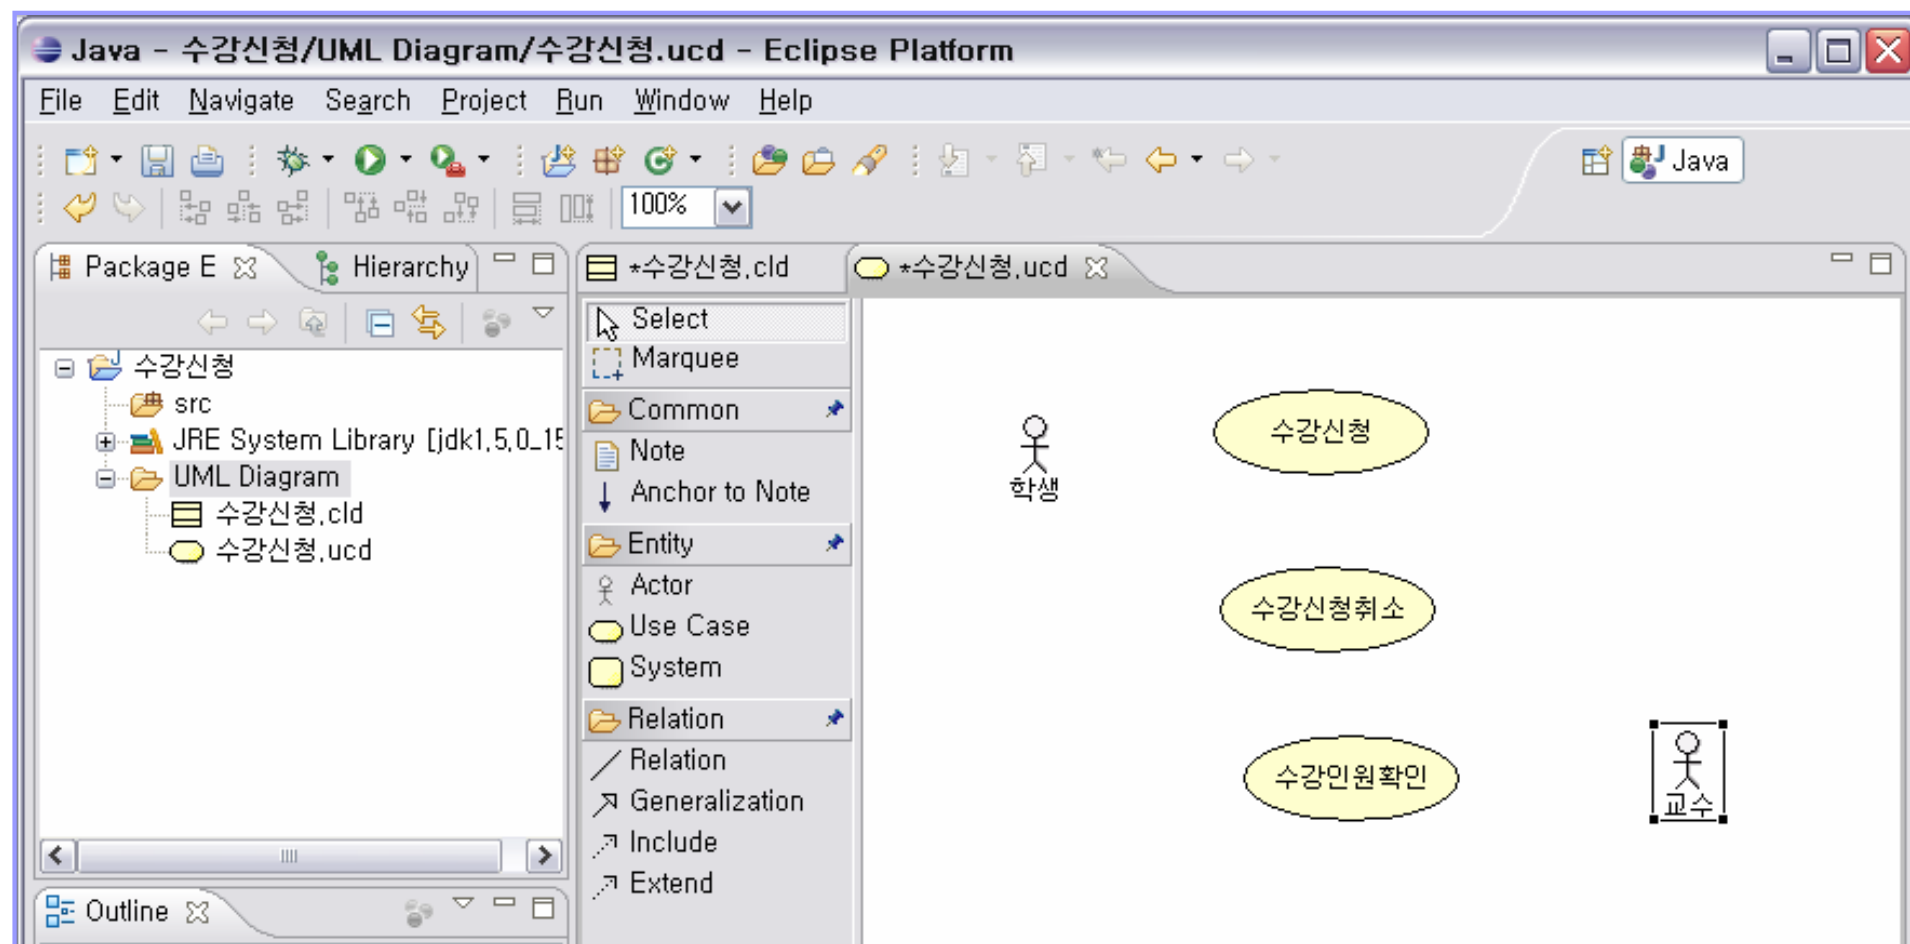 Java - 수강신청/UML Diagram/수강신청.ucd - Eclipse Platform
File Edit Navigate Search Project Run Window Help
Java
100%
Package E Hierarchy
*수강신청.cld *수강신청.ucd
수강신청
src
JRE System Library [jdk1.5.0_15
UML Diagram
수강신청.cld
수강신청.ucd
Outline
Select
Marquee
Common
Note
Anchor to Note
Entity
Actor
Use Case
System
Relation
Relation
Generalization
Include
Extend
학생
수강신청
수강신청취소
수강인원확인
교수